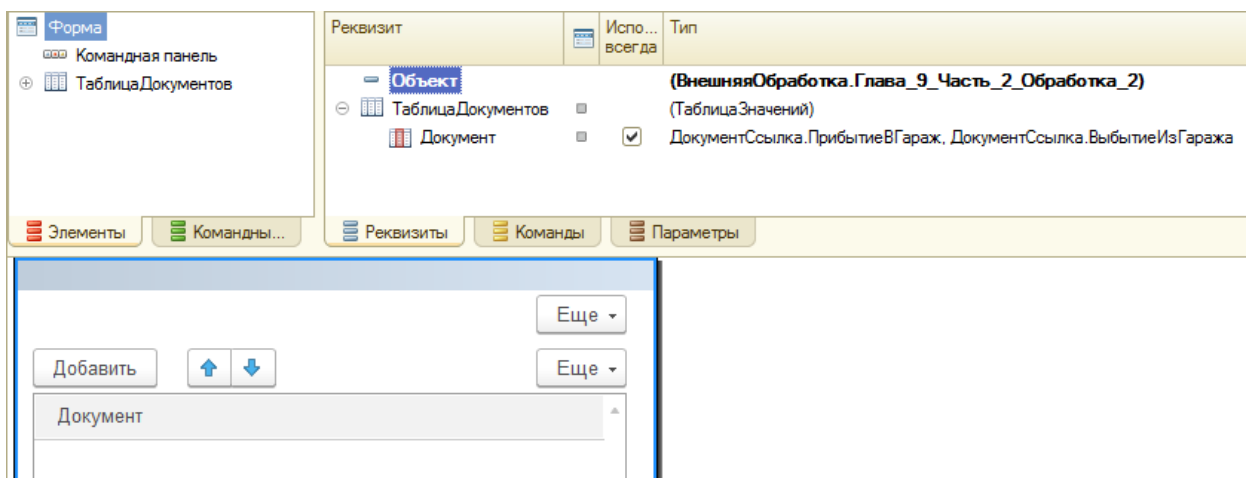 Форма
Командная панель
ТаблицаДокументов
Элементы
Командны...
Реквизит
Испо... всегда
Тип
Объект
(ВнешняяОбработка.Глава_9_Часть_2_Обработка_2)
ТаблицаДокументов
(ТаблицаЗначений)
Документ
ДокументСсылка.ПрибытиеВГараж, ДокументСсылка.ВыбытиеИзГаража
Реквизиты
Команды
Параметры
Еще
Добавить
Еще
Документ